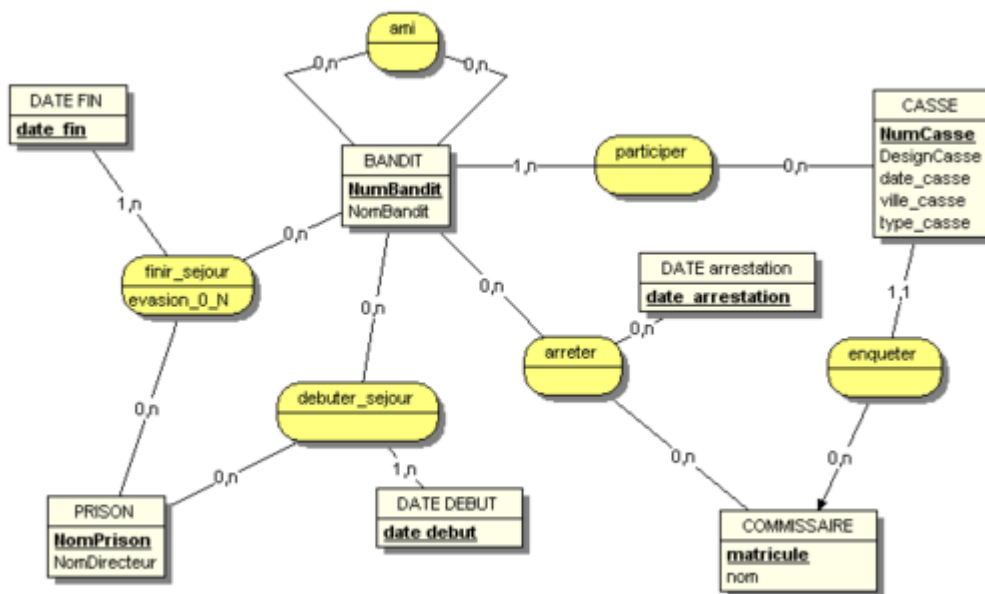 ami
0,n
0,n
DATE FIN
date_fin
CASSE
NumCasse
DesignCasse
date_casse
ville_casse
type_casse
participer
1,n
0,n
BANDIT
NumBandit
NomBandit
1,n
0,n
finir_sejour
evasion_0_N
0,n
DATE arrestation
date_arrestation
0,n
1,1
0,n
arreter
enqueter
debuter_sejour
0,n
0,n
0,n
0,n
1,n
PRISON
NomPrison
NomDirecteur
DATE DEBUT
date debut
COMMISSAIRE
matricule
nom